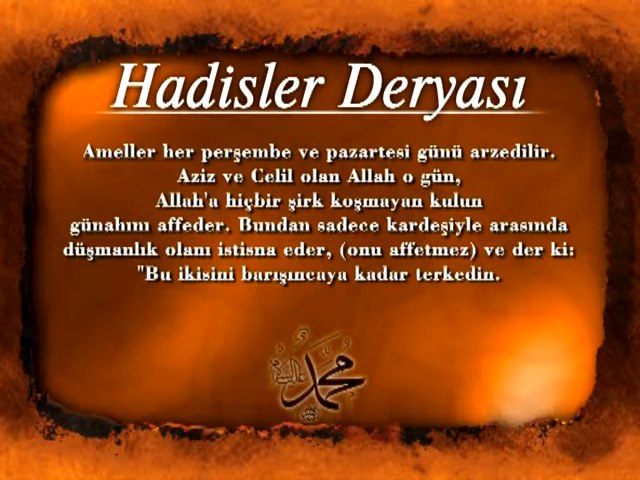 Hadisler Deryası
Ameller her perşembe ve pazartesi günü arzedilir.
Aziz ve Celil olan Allah o gün,
Allah'a hiçbir şirk koşmayan kulun
günahını affeder. Bundan sadece kardeşiyle arasında
düşmanlık olanı istisna eder, (onu affetmez) ve der ki:
"Bu ikisini barışıncaya kadar terkedin.
محمد